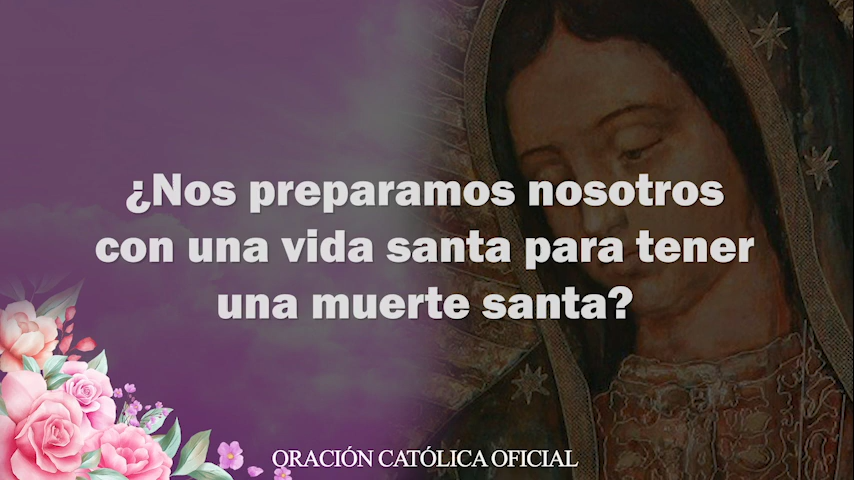 ¿Nos preparamos nosotros
con una vida santa para tener
una muerte santa?
ORACIÓN CATÓLICA OFICIAL